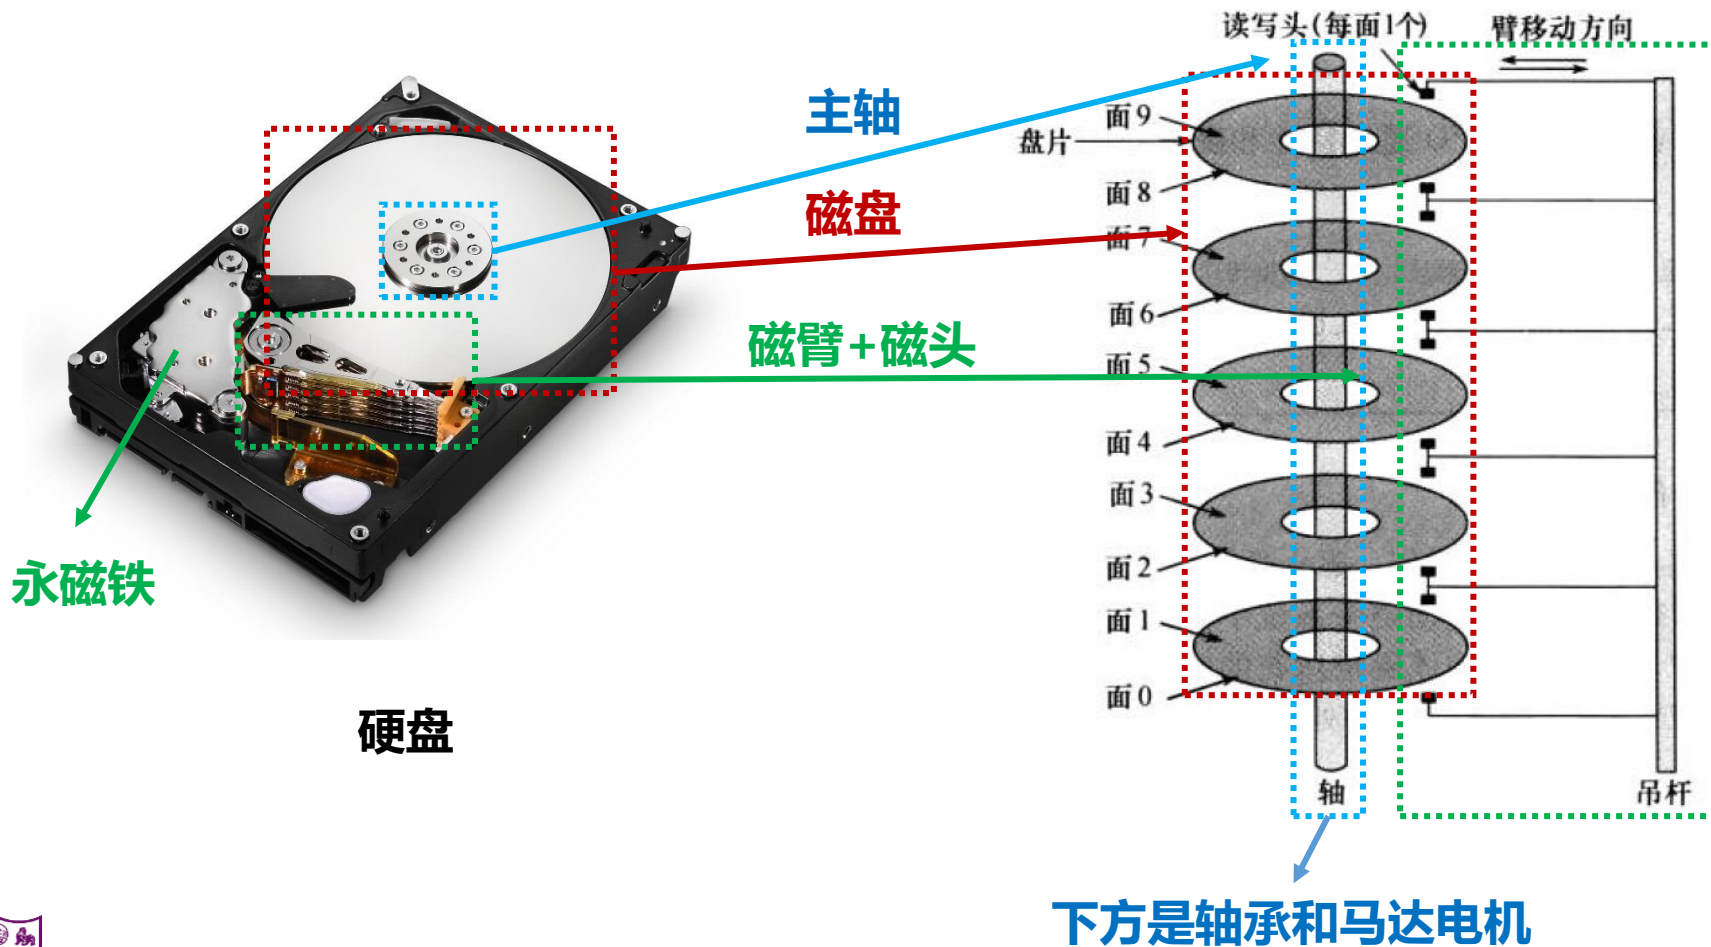 读写头(每面1个)
臂移动方向
主轴
面9
盘片
面8
磁盘
面7
面6
磁臂+磁头
面5
面4
面3
永磁铁
面2
面1
面0
硬盘
轴
吊杆
下方是轴承和马达电机